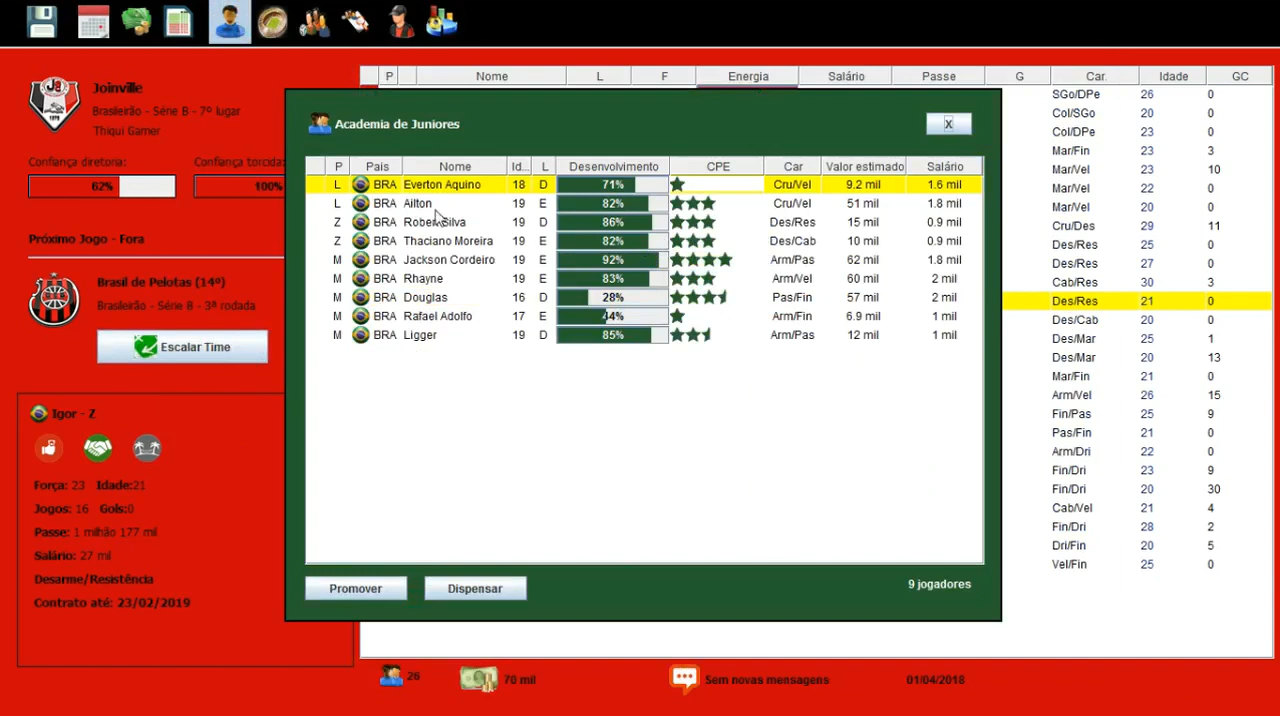 Joinville
Brasileirão - Série B - 7º lugar
Thiqui Gamer
Confiança diretoria:
Confiança torcida:
62%
100%
Próximo Jogo - Fora
Brasil de Pelotas (14º)
Brasileirão - Série B - 3ª rodada
Escalar Time
Igor - Z
Força: 23 Idade:21
Jogos: 16 Gols:0
Passe: 1 milhão 177 mil
Salário: 27 mil
Desarme/Resistência
Contrato até: 23/02/2019
P Nome L F Energia Salário Passe G Car. Idade GC
SGo/DPe 26 0
Col/SGo 20 0
Col/DPe 23 0
Mar/Fin 23 3
Mar/Vel 23 10
Mar/Vel 22 0
Mar/Vel 20 0
Cru/Des 29 11
Des/Res 25 0
Des/Res 27 0
Cab/Res 30 3
Des/Res 21 0
Des/Cab 20 0
Des/Mar 25 1
Des/Mar 20 13
Mar/Fin 21 0
Arm/Vel 26 15
Fin/Pas 25 9
Pas/Fin 21 0
Arm/Dri 22 0
Fin/Dri 23 9
Fin/Dri 20 30
Cab/Vel 21 4
Fin/Dri 28 2
Dri/Fin 20 5
Vel/Fin 25 0
Academia de Juniores
X
P Pais Nome Id... L Desenvolvimento CPE Car Valor estimado Salário
L BRA Everton Aquino 18 D 71% Cru/Vel 9.2 mil 1.6 mil
L BRA Ailton 19 E 82% Cru/Vel 51 mil 1.8 mil
Z BRA Silva 19 D 86% Des/Res 15 mil 0.9 mil
Z BRA Thaciano Moreira 19 E 82% Des/Cab 10 mil 0.9 mil
M BRA Jackson Cordeiro 19 E 92% Arm/Pas 62 mil 1.8 mil
M BRA Rhayne 19 E 83% Arm/Vel 60 mil 2 mil
M BRA Douglas 16 D 28% Pas/Fin 57 mil 2 mil
M BRA Rafael Adolfo 17 E 44% Arm/Fin 6.9 mil 1 mil
M BRA Ligger 19 D 85% Arm/Pas 12 mil 1 mil
Promover
Dispensar
9 jogadores
26
70 mil
Sem novas mensagens
01/04/2018